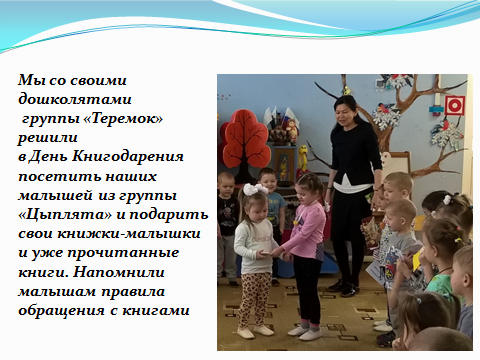 Мы со своими
дошколятами
группы «Теремок»
решили
в День Книгодарения
посетить наших
малышей из группы
«Цыплята» и подарить
свои книжки-малышки
и уже прочитанные
книги. Напомнили
малышам правила
обращения с книгами